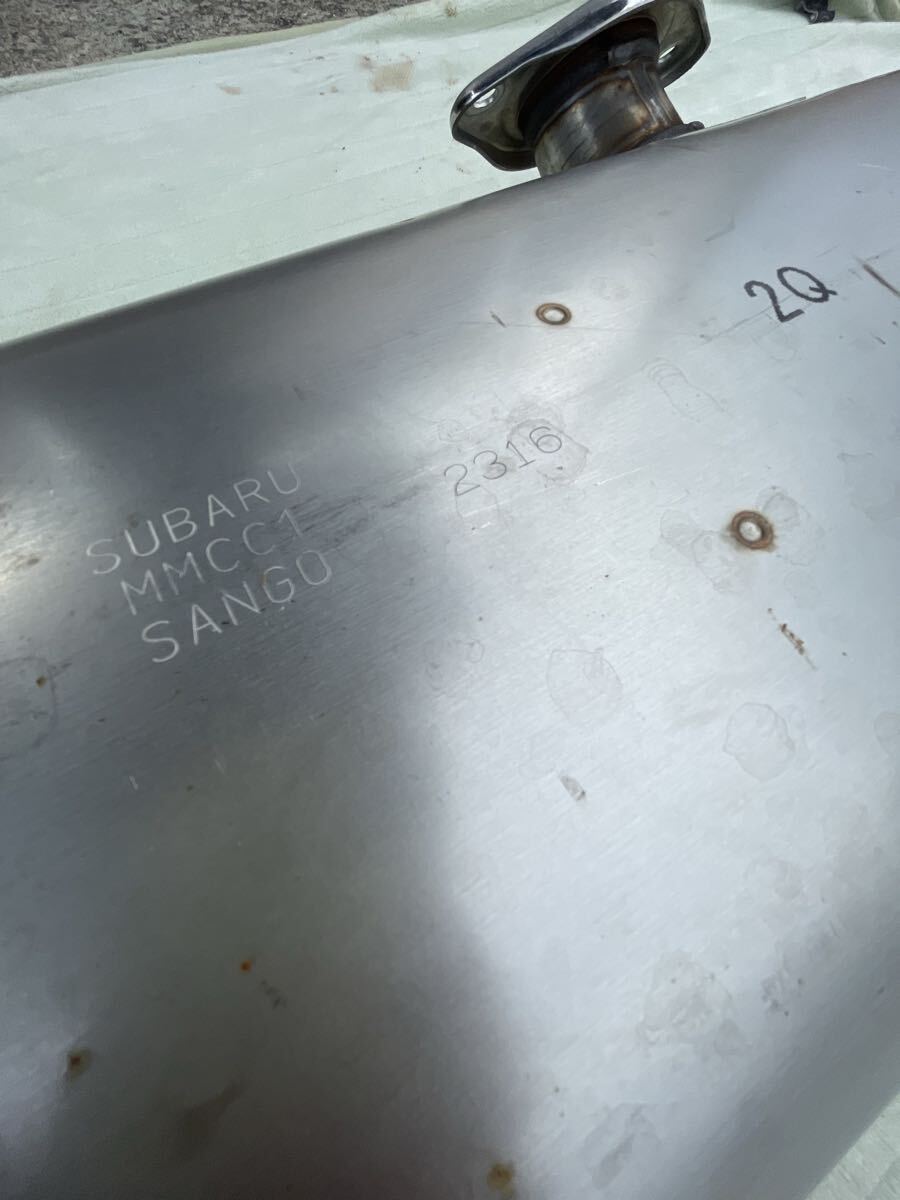 SUBARU
MMCC1
SANGO
2316
2Q